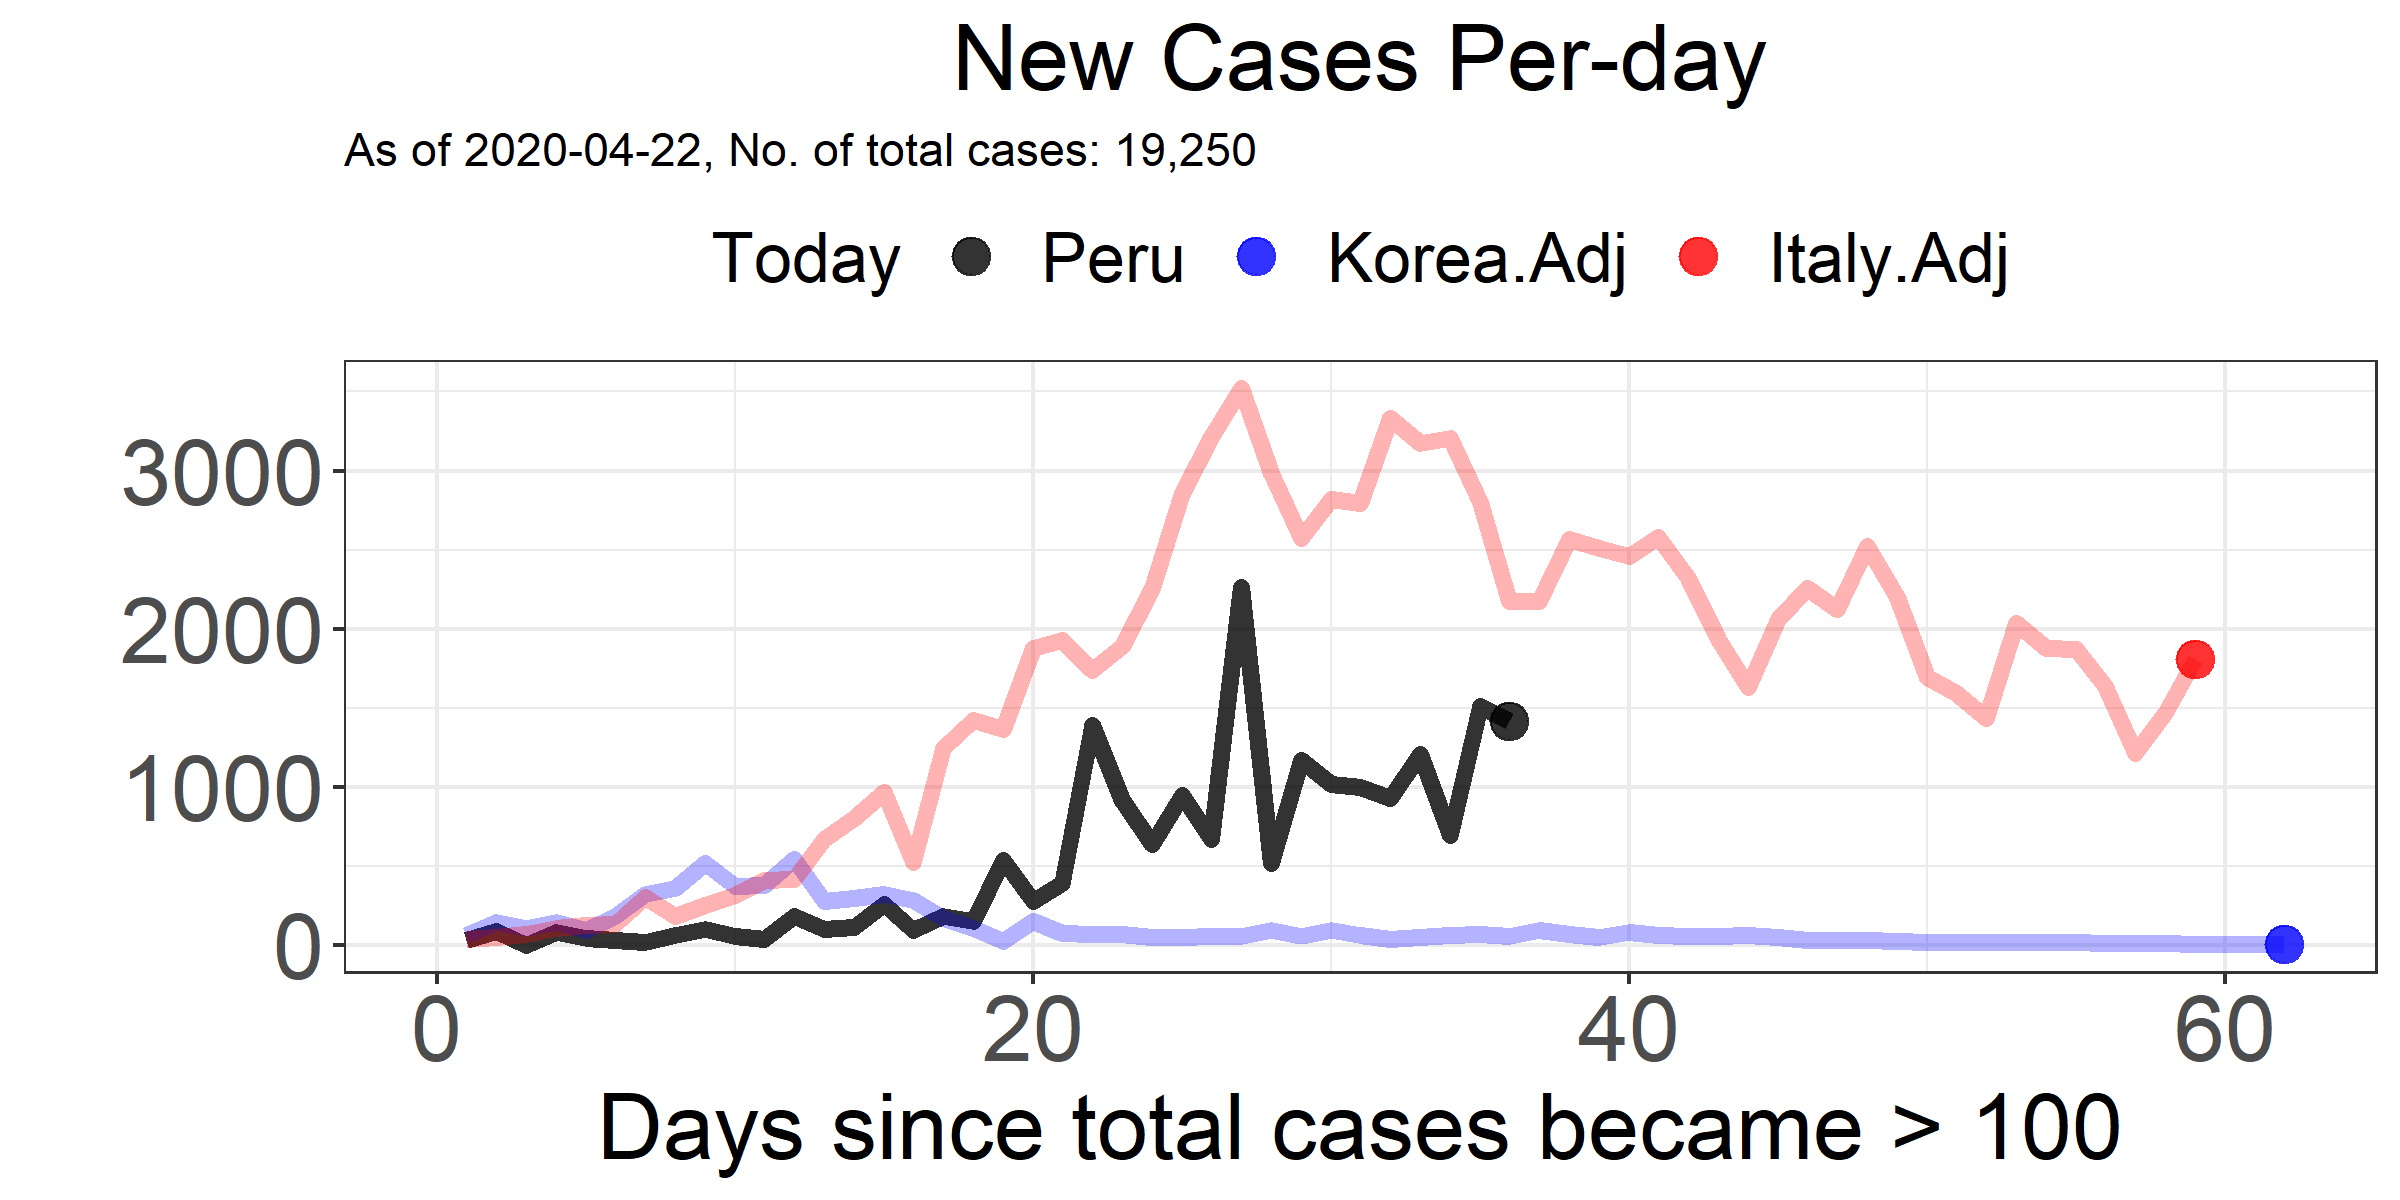 New Cases Per-day
As of 2020-04-22, No. of total cases: 19,250
Today Peru Korea.Adj Italy.Adj
3000
2000
1000
0
0 20 40 60
Days since total cases became > 100